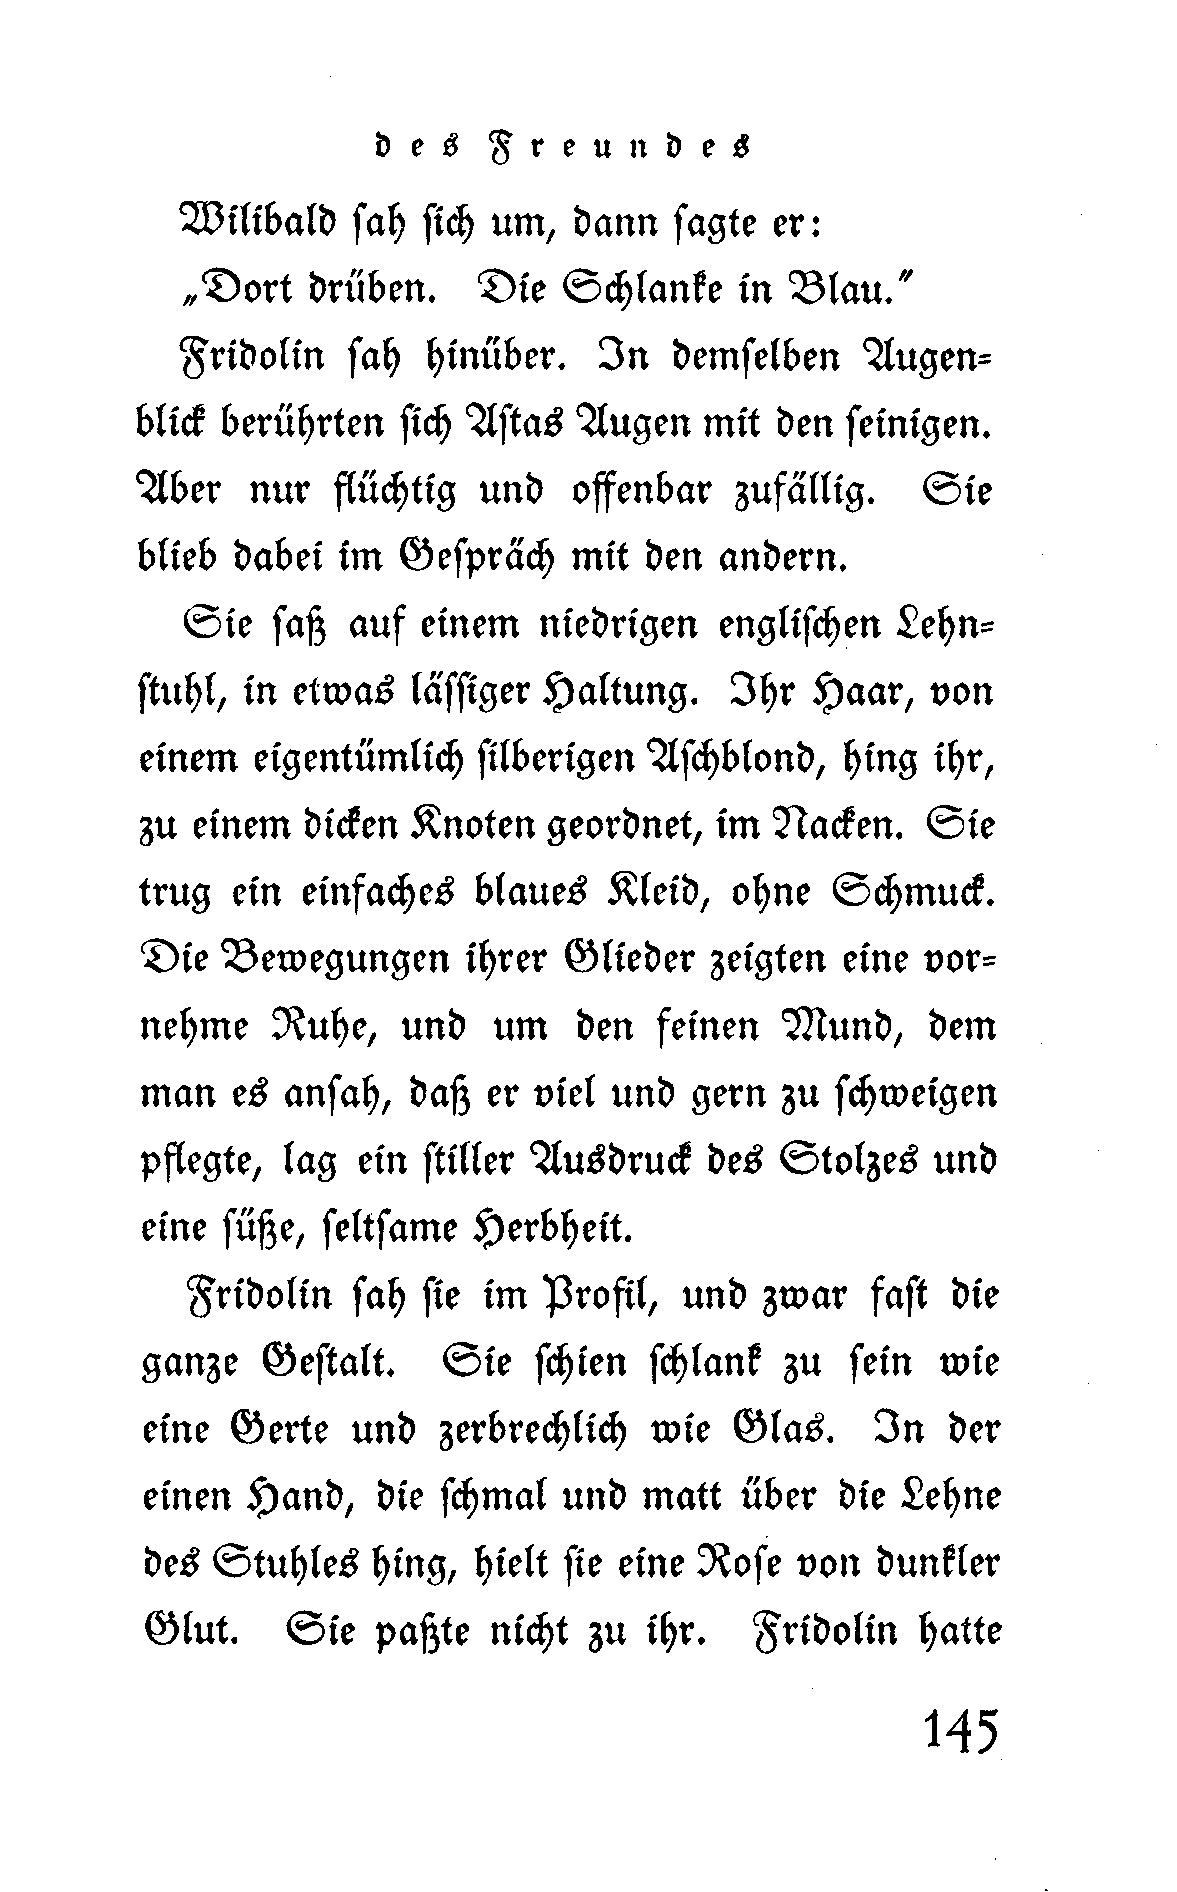 des Freundes
Wilibald sah sich um, dann sagte er:
„Dort drüben. Die Schlanke in Blau.“
Fridolin sah hinüber. In demselben Augen-
blick berührten sich Astas Augen mit den seinigen.
Aber nur flüchtig und offenbar zufällig. Sie
blieb dabei im Gespräch mit den andern.
Sie saß auf einem niedrigen englischen Lehn-
stuhl, in etwas lässiger Haltung. Ihr Haar, von
einem eigentümlich silberigen Aschblond, hing ihr,
zu einem dicken Knoten geordnet, im Nacken. Sie
trug ein einfaches blaues Kleid, ohne Schmuck.
Die Bewegungen ihrer Glieder zeigten eine vor-
nehme Ruhe, und um den feinen Mund, dem
man es ansah, daß er viel und gern zu schweigen
pflegte, lag ein stiller Ausdruck des Stolzes und
eine süße, seltsame Herbheit.
Fridolin sah sie im Profil, und zwar fast die
ganze Gestalt. Sie schien schlank zu sein wie
eine Gerte und zerbrechlich wie Glas. In der
einen Hand, die schmal und matt über die Lehne
des Stuhles hing, hielt sie eine Rose von dunkler
Glut. Sie paßte nicht zu ihr. Fridolin hatte
145